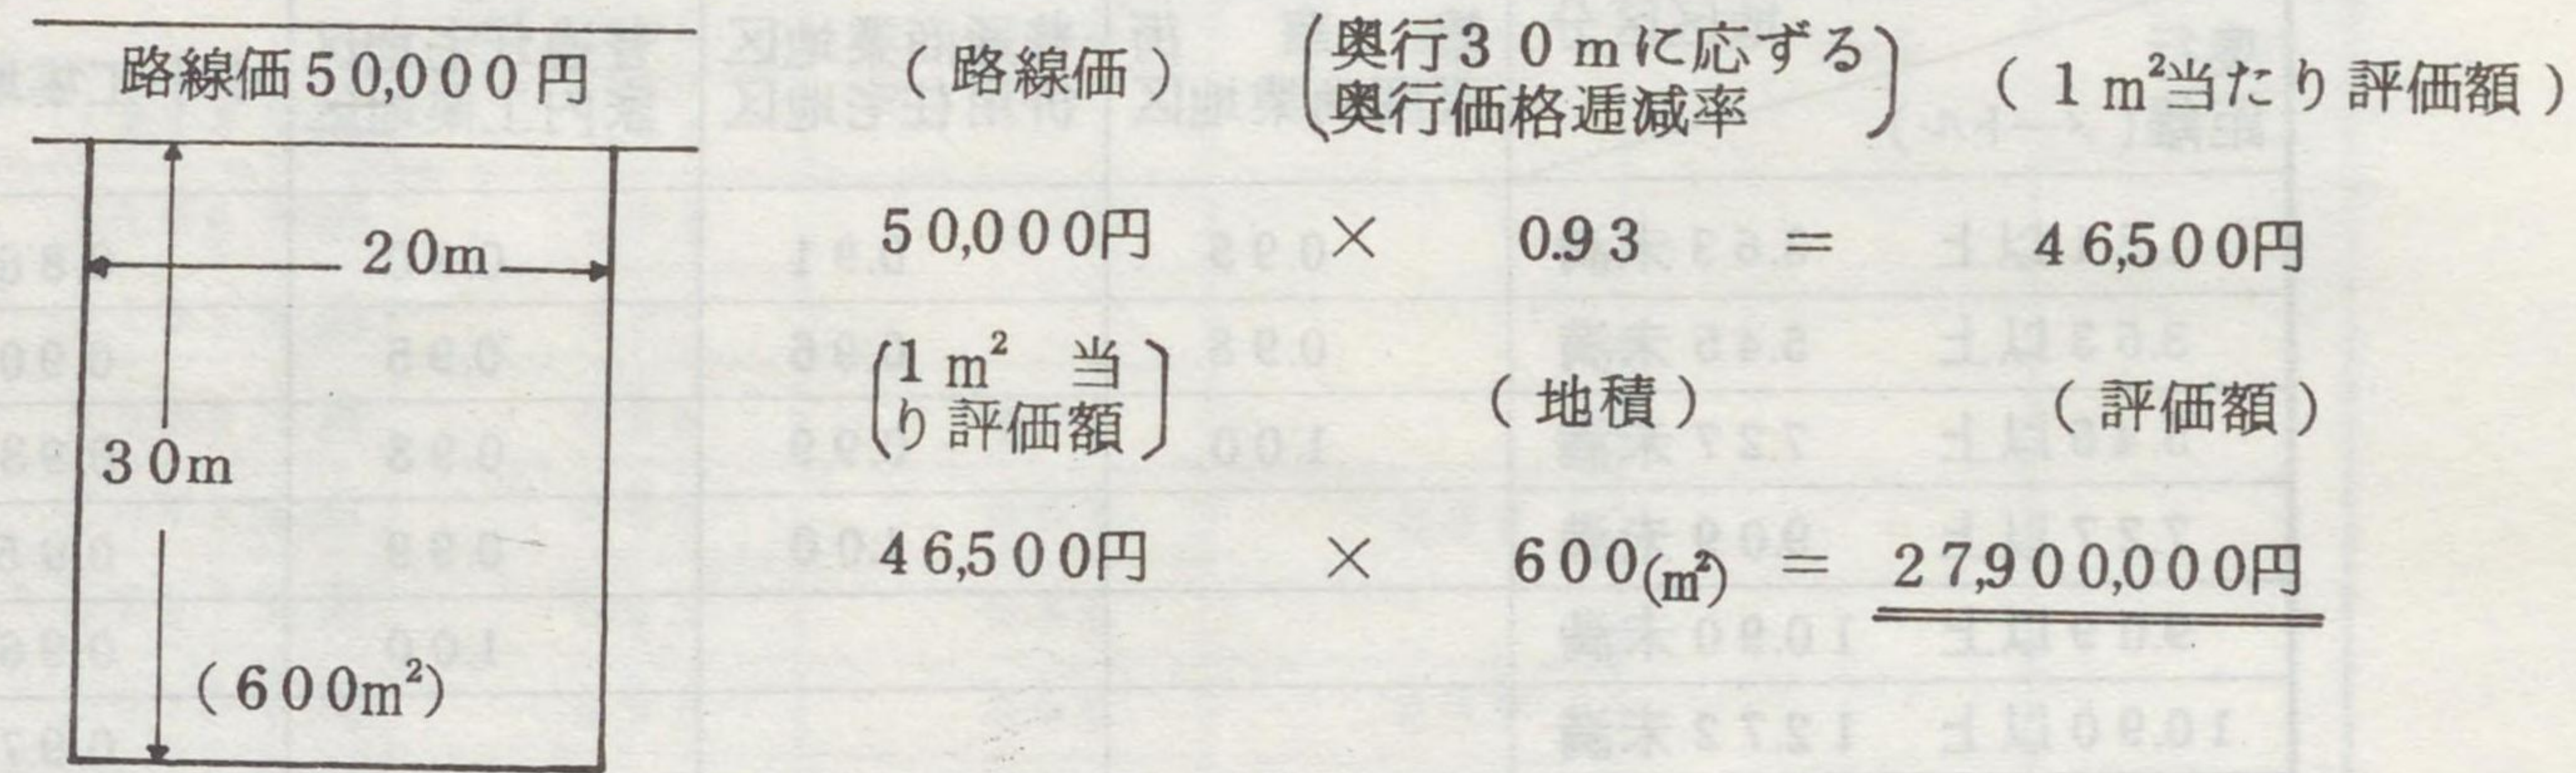 路線価50,000円
(路線価) (奥行30mに応ずる奥行価格逓減率) (1m²当たり評価額)
50,000円 × 0.93 = 46,500円
20m
(1m² 当り評価額) (地積) (評価額)
30m
46,500円 × 600(m²) = 27,900,000円
(600m²)